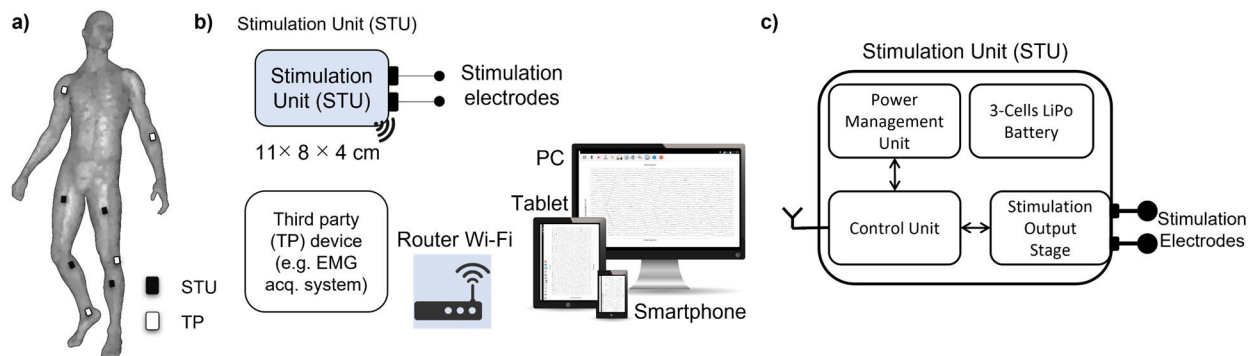 a)
STU
TP
b)
Stimulation Unit (STU)
Stimulation
Unit (STU)
Stimulation
electrodes
11× 8 × 4 cm
Third party
(TP) device
(e.g. EMG
acq. system)
Router Wi-Fi
PC
Tablet
Smartphone
c)
Stimulation Unit (STU)
Power
Management
Unit
3-Cells LiPo
Battery
Control Unit
Stimulation
Output
Stage
Stimulation
Electrodes